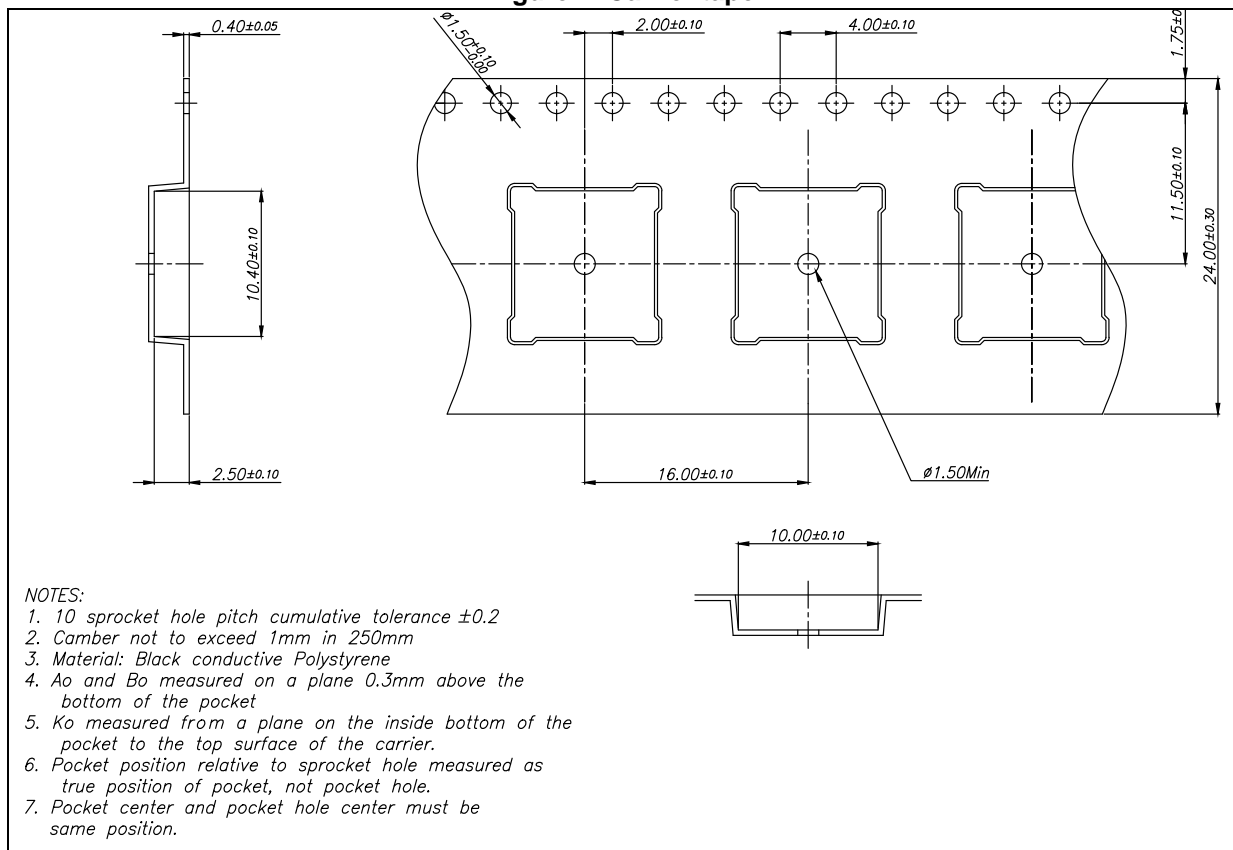 0.40±0.05
ø1.50+0.10
-0.00
2.00±0.10
4.00±0.10
1.75±0
11.50±0.10
24.00±0.30
10.40±0.10
2.50±0.10
16.00±0.10
ø1.50Min
10.00±0.10
NOTES:
1. 10 sprocket hole pitch cumulative tolerance ±0.2
2. Camber not to exceed 1mm in 250mm
3. Material: Black conductive Polystyrene
4. Ao and Bo measured on a plane 0.3mm above the
bottom of the pocket
5. Ko measured from a plane on the inside bottom of the
pocket to the top surface of the carrier.
6. Pocket position relative to sprocket hole measured as
true position of pocket, not pocket hole.
7. Pocket center and pocket hole center must be
same position.